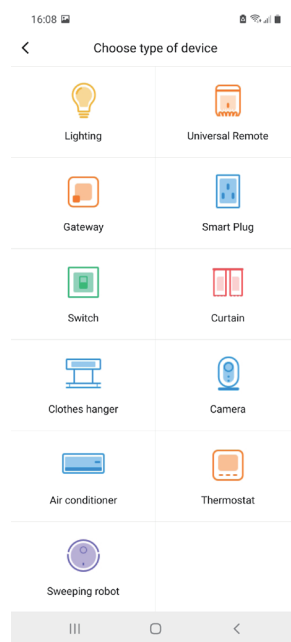 16:08
Choose type of device
Lighting
Universal Remote
Gateway
Smart Plug
Switch
Curtain
Clothes hanger
Camera
Air conditioner
Thermostat
Sweeping robot